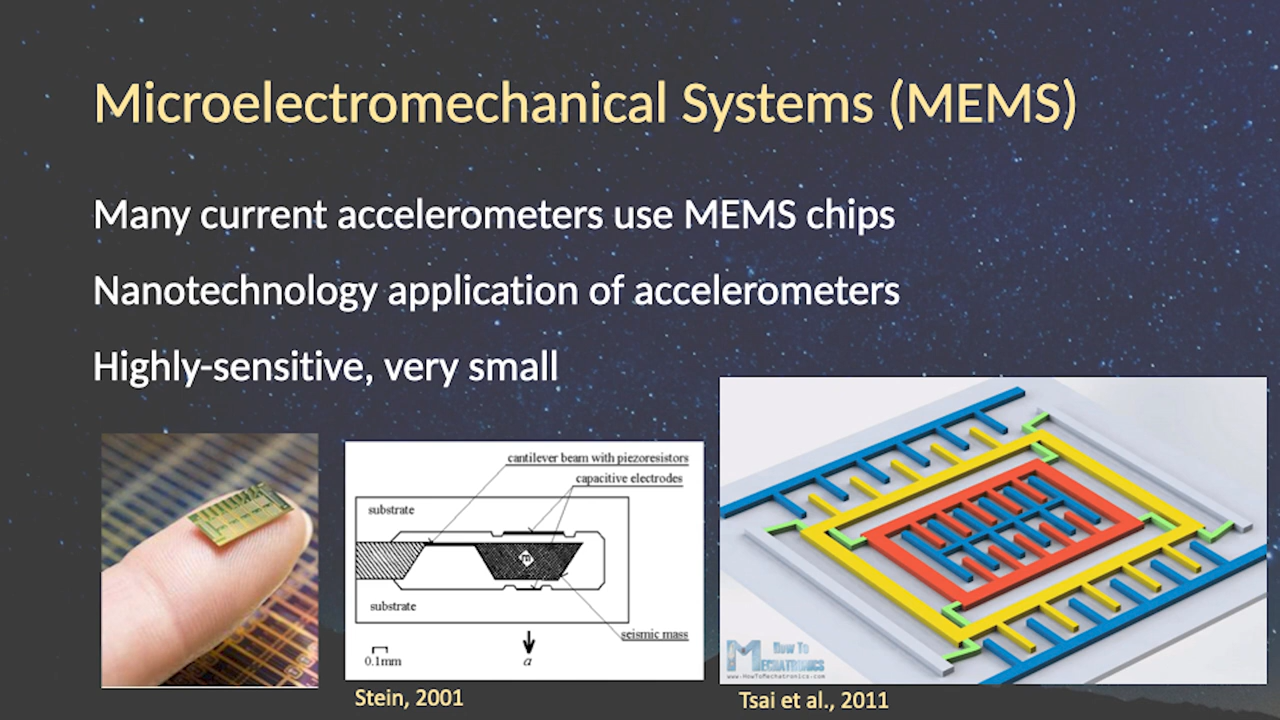 Microelectromechanical Systems (MEMS)
Many current accelerometers use MEMS chips
Nanotechnology application of accelerometers
Highly-sensitive, very small
cantilever beam with piezoresistors
capacitive electrodes
substrate
m
substrate
seismic mass
0.1mm
a
Stein, 2001
How To
MECHATRONICS
www.HowToMechatronics.com
Tsai et al., 2011